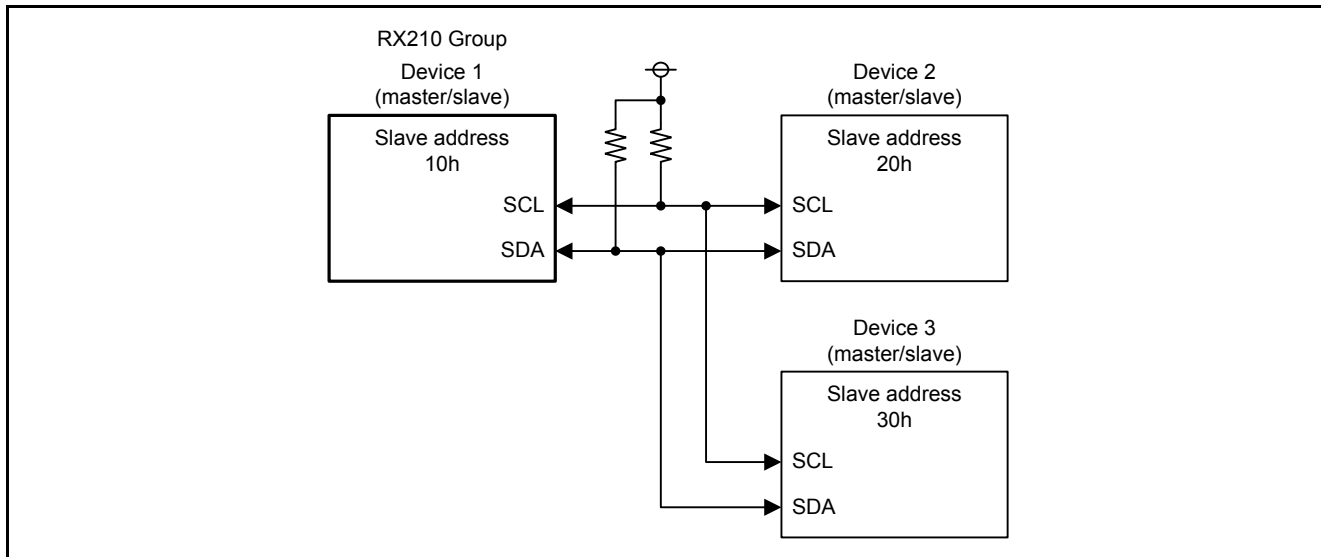 RX210 Group
Device 1
(master/slave)
Slave address
10h
SCL
SDA
Device 2
(master/slave)
Slave address
20h
SCL
SDA
Device 3
(master/slave)
Slave address
30h
SCL
SDA